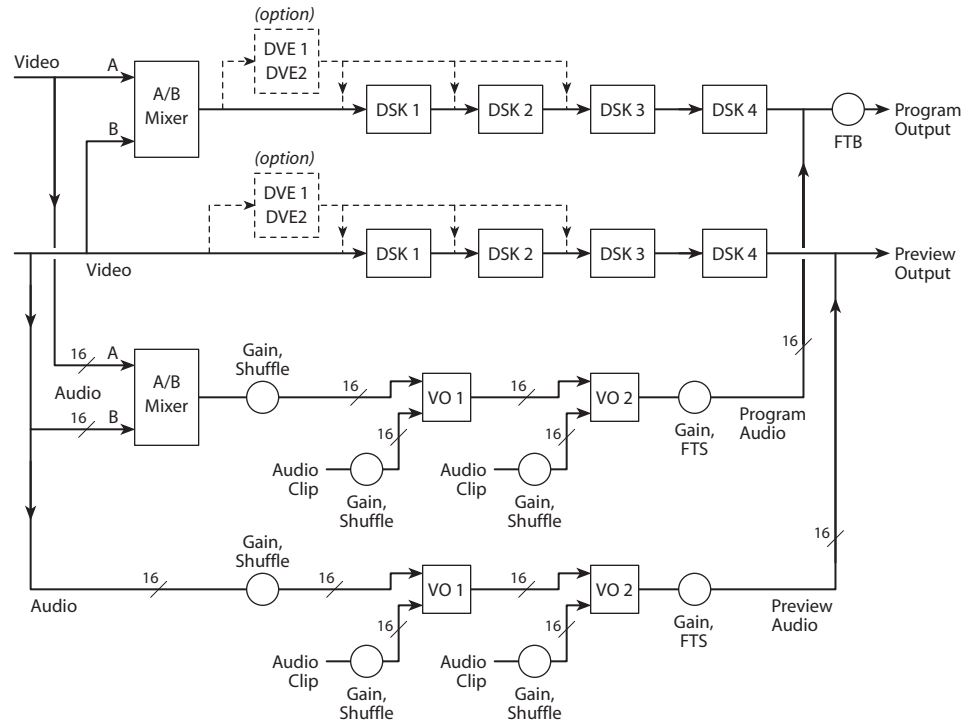 (option)
Video
A
DVE 1
DVE2
A/B
Mixer
B
DSK 1
DSK 2
DSK 3
DSK 4
Program
Output
FTB
(option)
DVE 1
DVE2
Video
DSK 1
DSK 2
DSK 3
DSK 4
Preview
Output
16
A
Audio
16
B
A/B
Mixer
Gain,
Shuffle
16
VO 1
16
VO 2
16
Gain,
FTS
Program
Audio
16
Audio
Clip
Gain,
Shuffle
16
Audio
Clip
Gain,
Shuffle
Audio
16
Gain,
Shuffle
16
VO 1
16
VO 2
16
Gain,
FTS
Preview
Audio
16
Audio
Clip
Gain,
Shuffle
16
Audio
Clip
Gain,
Shuffle